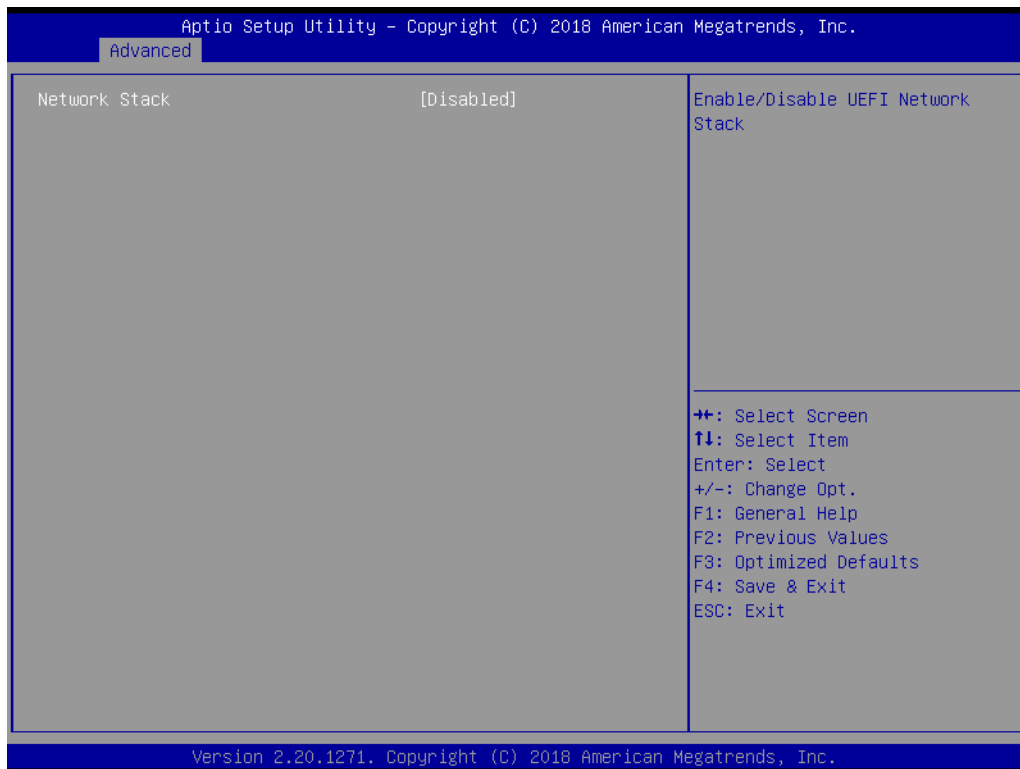 Aptio Setup Utility – Copyright (C) 2018 American Megatrends, Inc.
Advanced
Network Stack [Disabled]
Enable/Disable UEFI Network
Stack
→←: Select Screen
↑↓: Select Item
Enter: Select
+/-: Change Opt.
F1: General Help
F2: Previous Values
F3: Optimized Defaults
F4: Save & Exit
ESC: Exit
Version 2.20.1271. Copyright (C) 2018 American Megatrends, Inc.